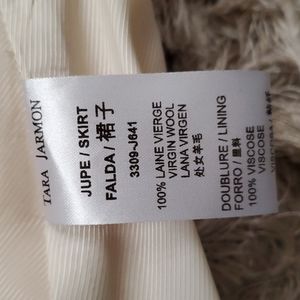 TARA JARMON
JUPE / SKIRT
FALDA / 裙子
3309-J641
100% LAINE VIERGE
VIRGIN WOOL
LANA VIRGEN
处女羊毛
DOUBLURE / LINING
FORRO / 里料
100% VISCOSE
VISCOSE